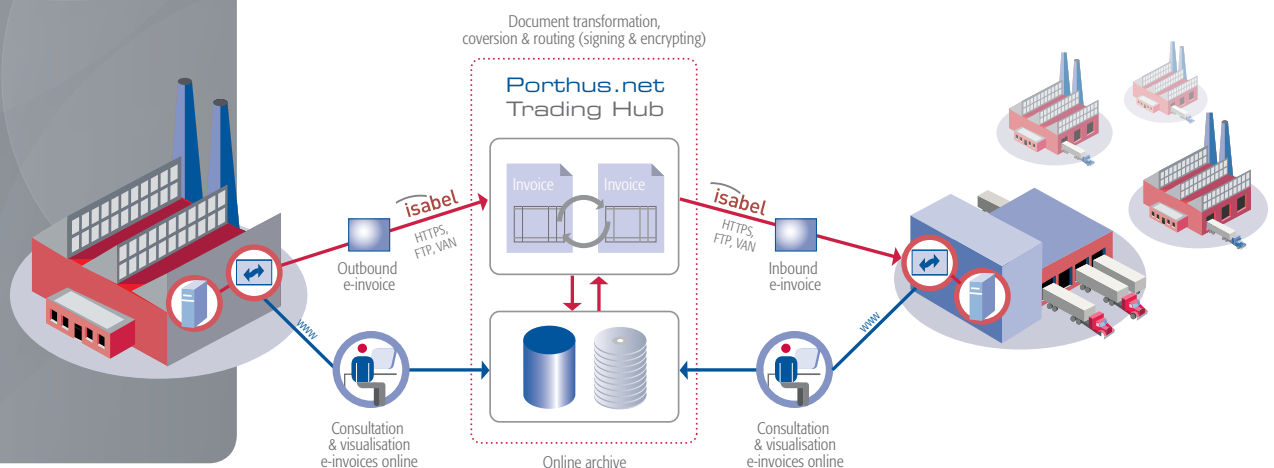 Document transformation,
coversion & routing (signing & encrypting)
Porthus.net
Trading Hub
Invoice
Invoice
isabel
HTTPS,
FTP, VAN
Outbound
e-invoice
isabel
HTTPS,
FTP, VAN
Inbound
e-invoice
www
www
Consultation
& visualisation
e-invoices online
Online archive
Consultation
& visualisation
e-invoices online